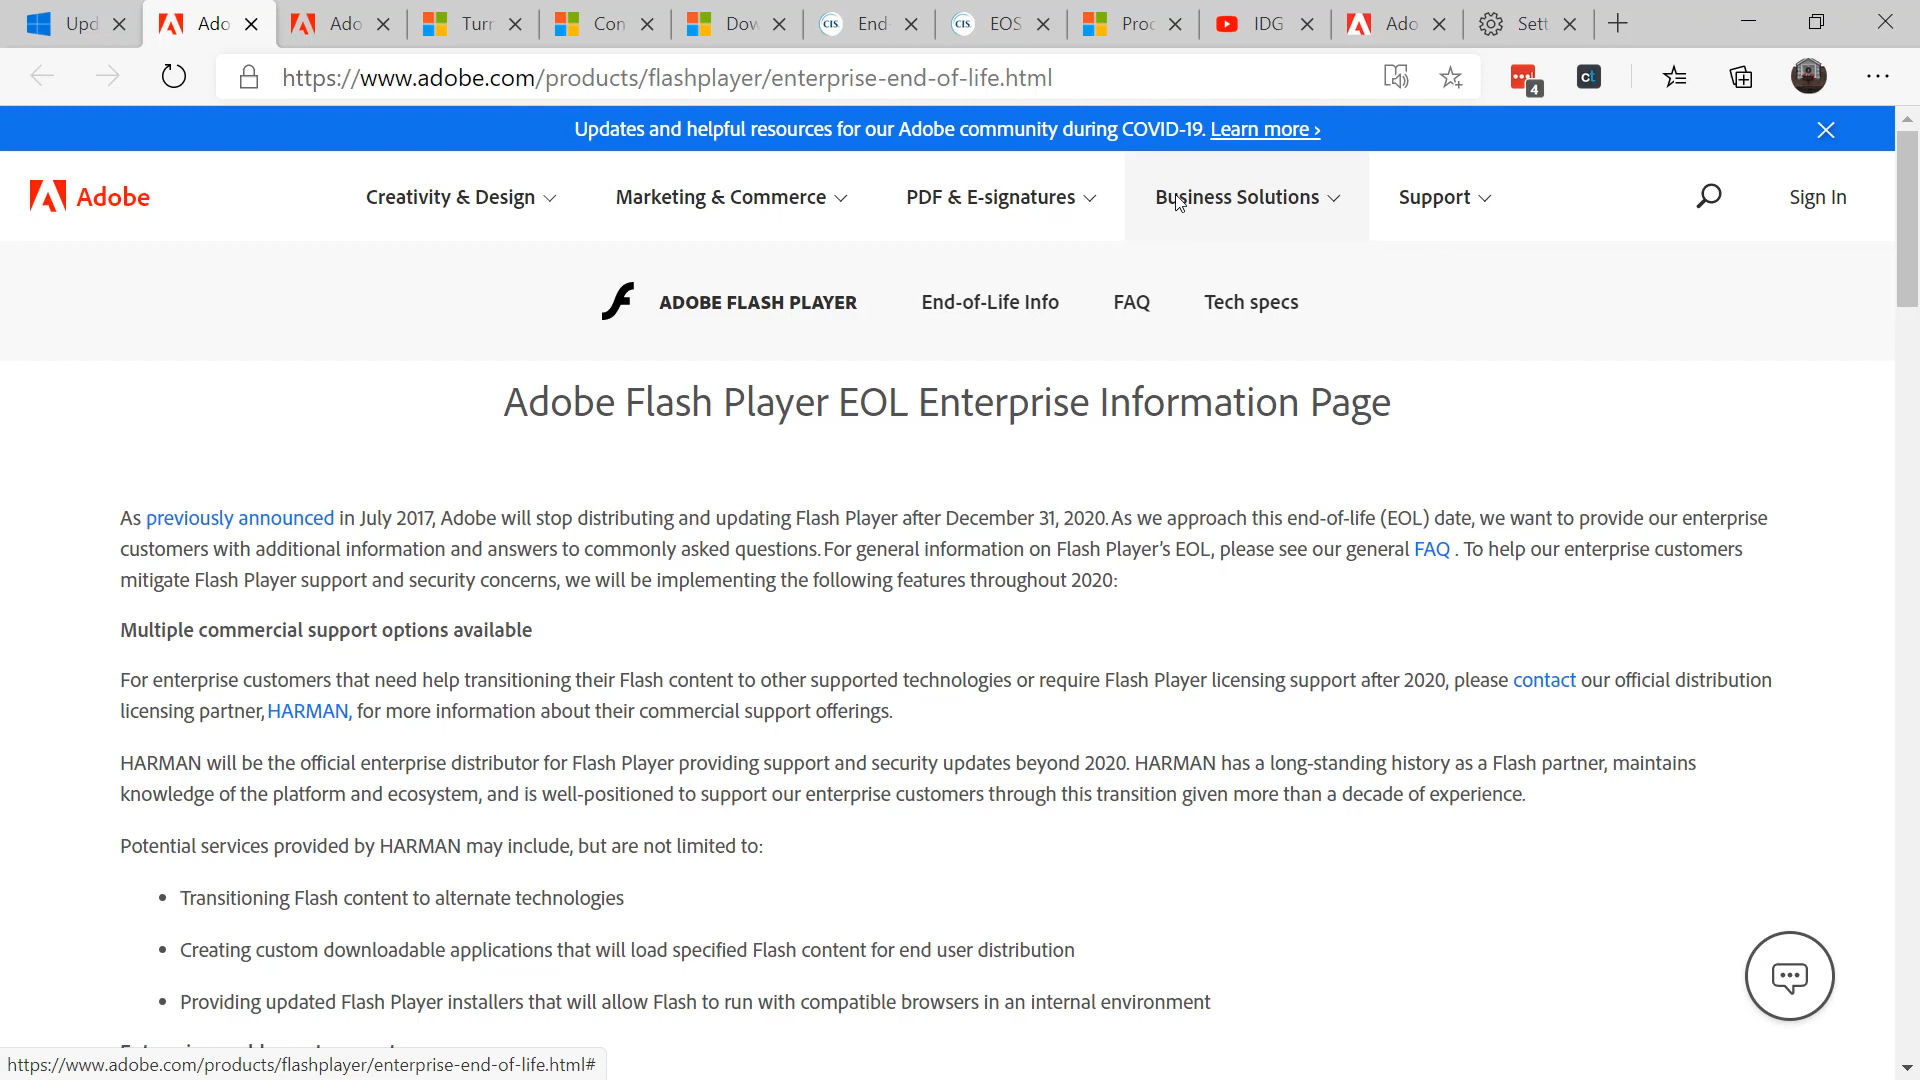 Upd
Ado
Ado
Turr
Con
Dov
End-
EOS
Proc
IDG
Ado
Sett
https://www.adobe.com/products/flashplayer/enterprise-end-of-life.html
4
ct
Updates and helpful resources for our Adobe community during COVID-19. Learn more ›
Adobe
Creativity & Design
Marketing & Commerce
PDF & E-signatures
Business Solutions
Support
Sign In
ADOBE FLASH PLAYER
End-of-Life Info
FAQ
Tech specs
Adobe Flash Player EOL Enterprise Information Page
As previously announced in July 2017, Adobe will stop distributing and updating Flash Player after December 31, 2020. As we approach this end-of-life (EOL) date, we want to provide our enterprise
customers with additional information and answers to commonly asked questions. For general information on Flash Player's EOL, please see our general FAQ . To help our enterprise customers
mitigate Flash Player support and security concerns, we will be implementing the following features throughout 2020:
Multiple commercial support options available
For enterprise customers that need help transitioning their Flash content to other supported technologies or require Flash Player licensing support after 2020, please contact our official distribution
licensing partner, HARMAN, for more information about their commercial support offerings.
HARMAN will be the official enterprise distributor for Flash Player providing support and security updates beyond 2020. HARMAN has a long-standing history as a Flash partner, maintains
knowledge of the platform and ecosystem, and is well-positioned to support our enterprise customers through this transition given more than a decade of experience.
Potential services provided by HARMAN may include, but are not limited to:
• Transitioning Flash content to alternate technologies
• Creating custom downloadable applications that will load specified Flash content for end user distribution
• Providing updated Flash Player installers that will allow Flash to run with compatible browsers in an internal environment
https://www.adobe.com/products/flashplayer/enterprise-end-of-life.html#